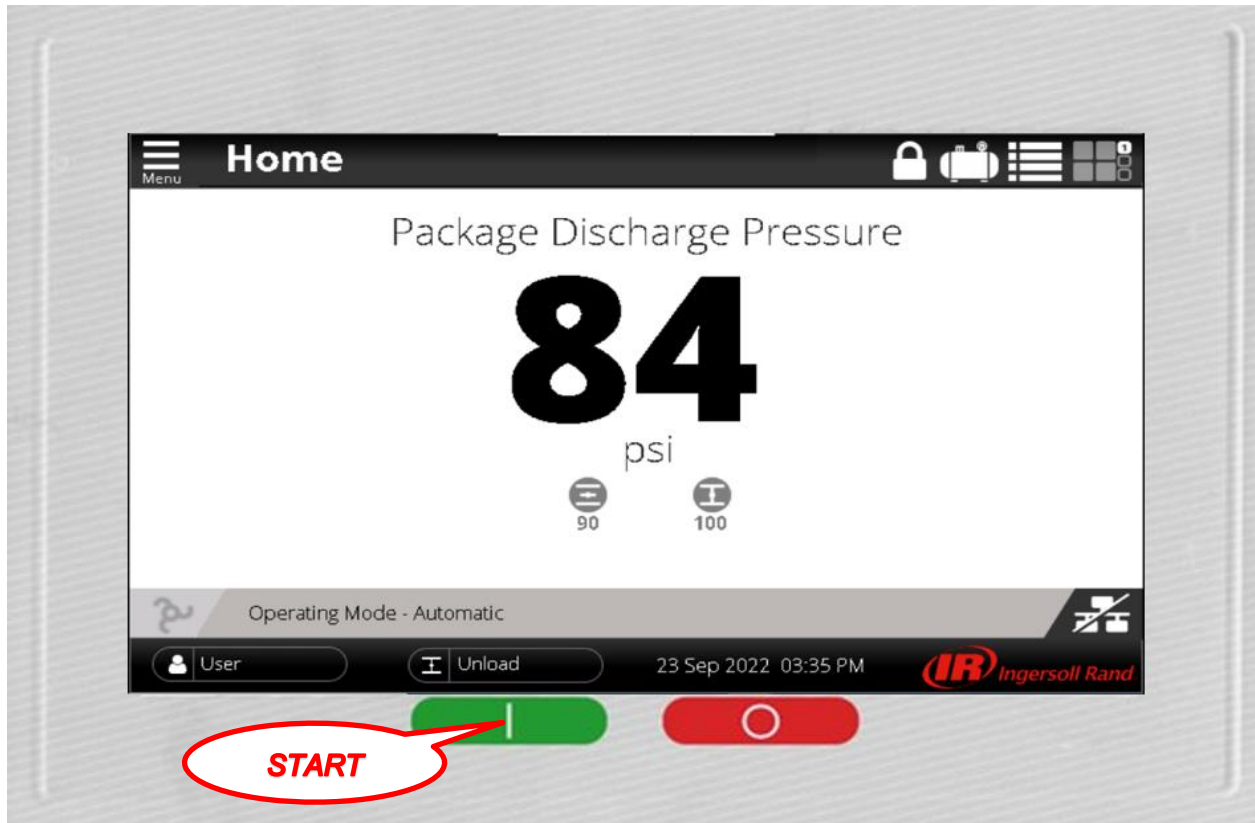 Home
Menu
1
Package Discharge Pressure
84
psi
90 100
Operating Mode - Automatic
User Unload 23 Sep 2022 03:35 PM IR Ingersoll Rand
START